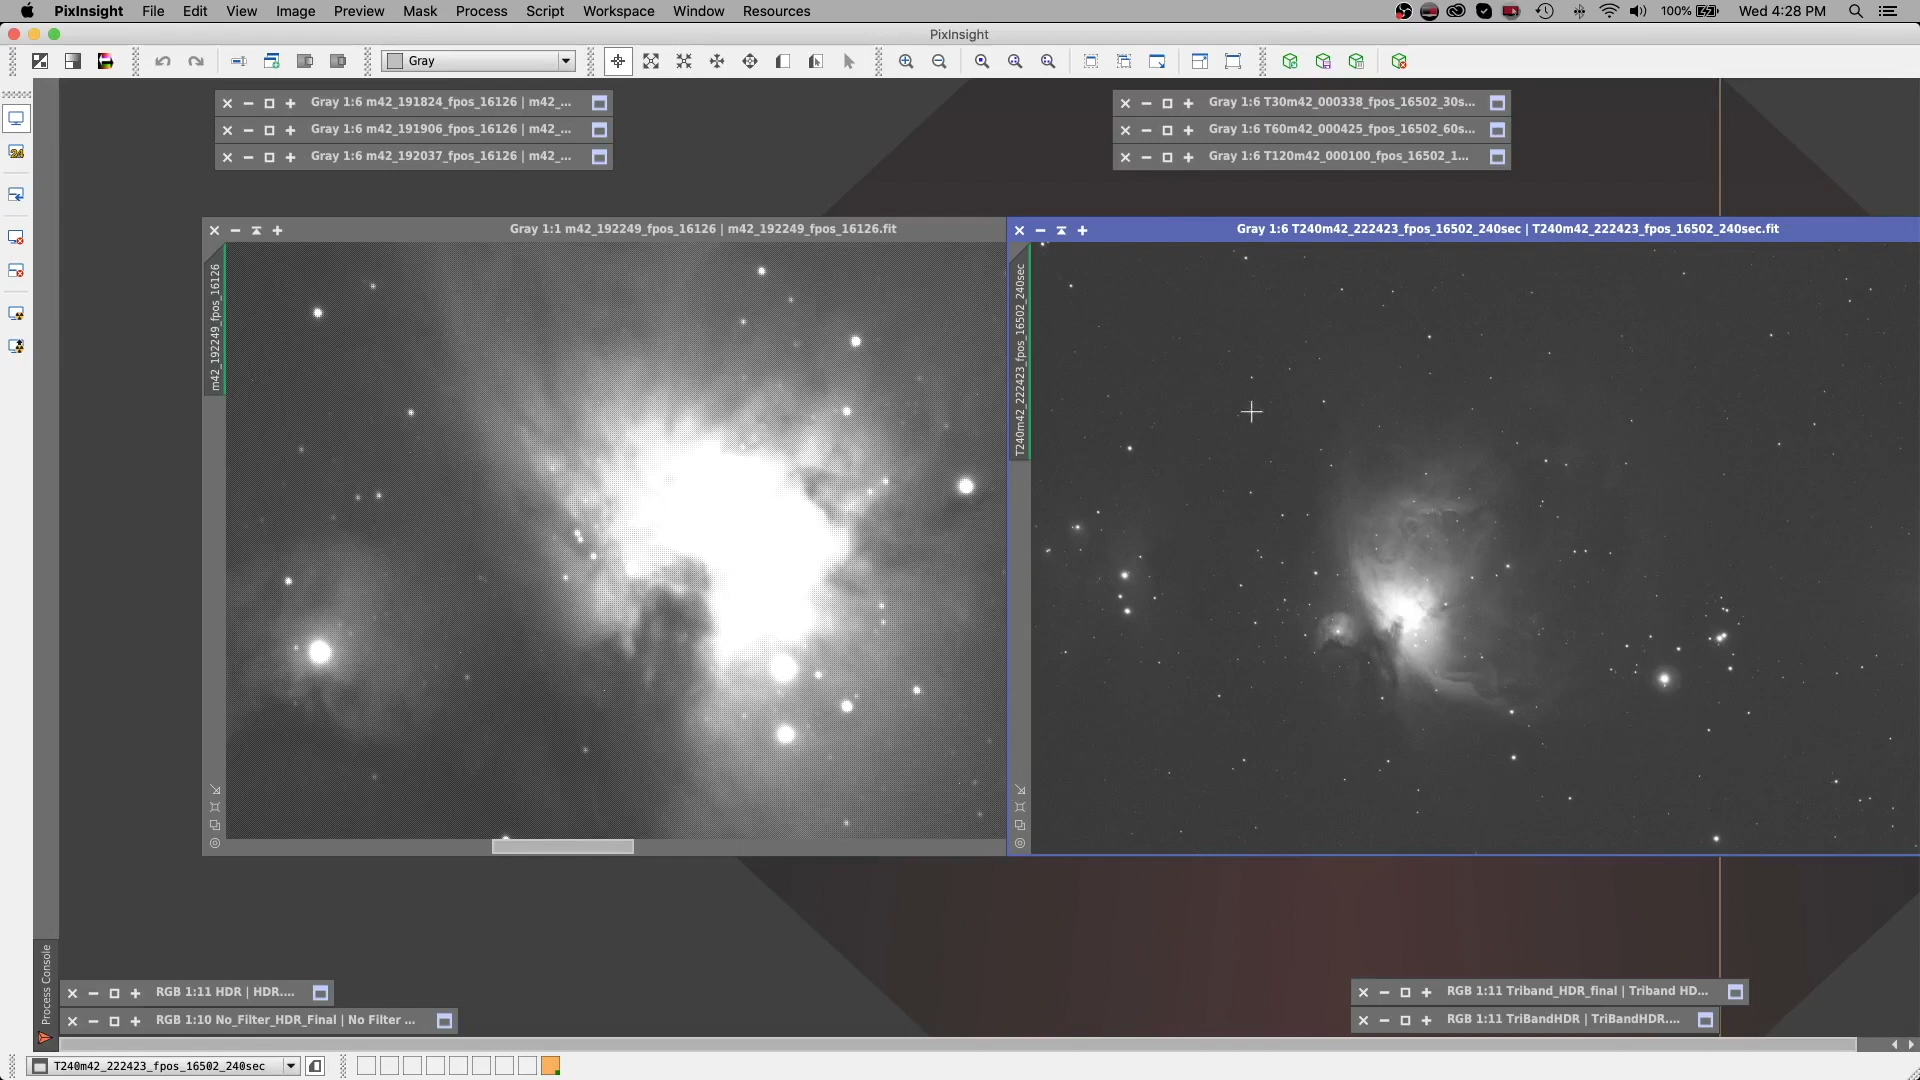 PixInsight File Edit View Image Preview Mask Process Script Workspace Window Resources 100% Wed 4:28 PM
PixInsight
Gray
Gray 1:6 m42_191824_fpos_16126 | m42_...
Gray 1:6 m42_191906_fpos_16126 | m42_...
Gray 1:6 m42_192037_fpos_16126 | m42_...
Gray 1:6 T30m42_000338_fpos_16502_30s...
Gray 1:6 T60m42_000425_fpos_16502_60s...
Gray 1:6 T120m42_000100_fpos_16502_1...
24
Gray 1:1 m42_192249_fpos_16126 | m42_192249_fpos_16126.fit
m42_192249_fpos_16126
Gray 1:6 T240m42_222423_fpos_16502_240sec | T240m42_222423_fpos_16502_240sec.fit
T240m42_222423_fpos_16502_240sec
Process Console
RGB 1:11 HDR | HDR....
RGB 1:10 No_Filter_HDR_Final | No Filter ...
RGB 1:11 Triband_HDR_final | Triband HD...
RGB 1:11 TriBandHDR | TriBandHDR....
T240m42_222423_fpos_16502_240sec